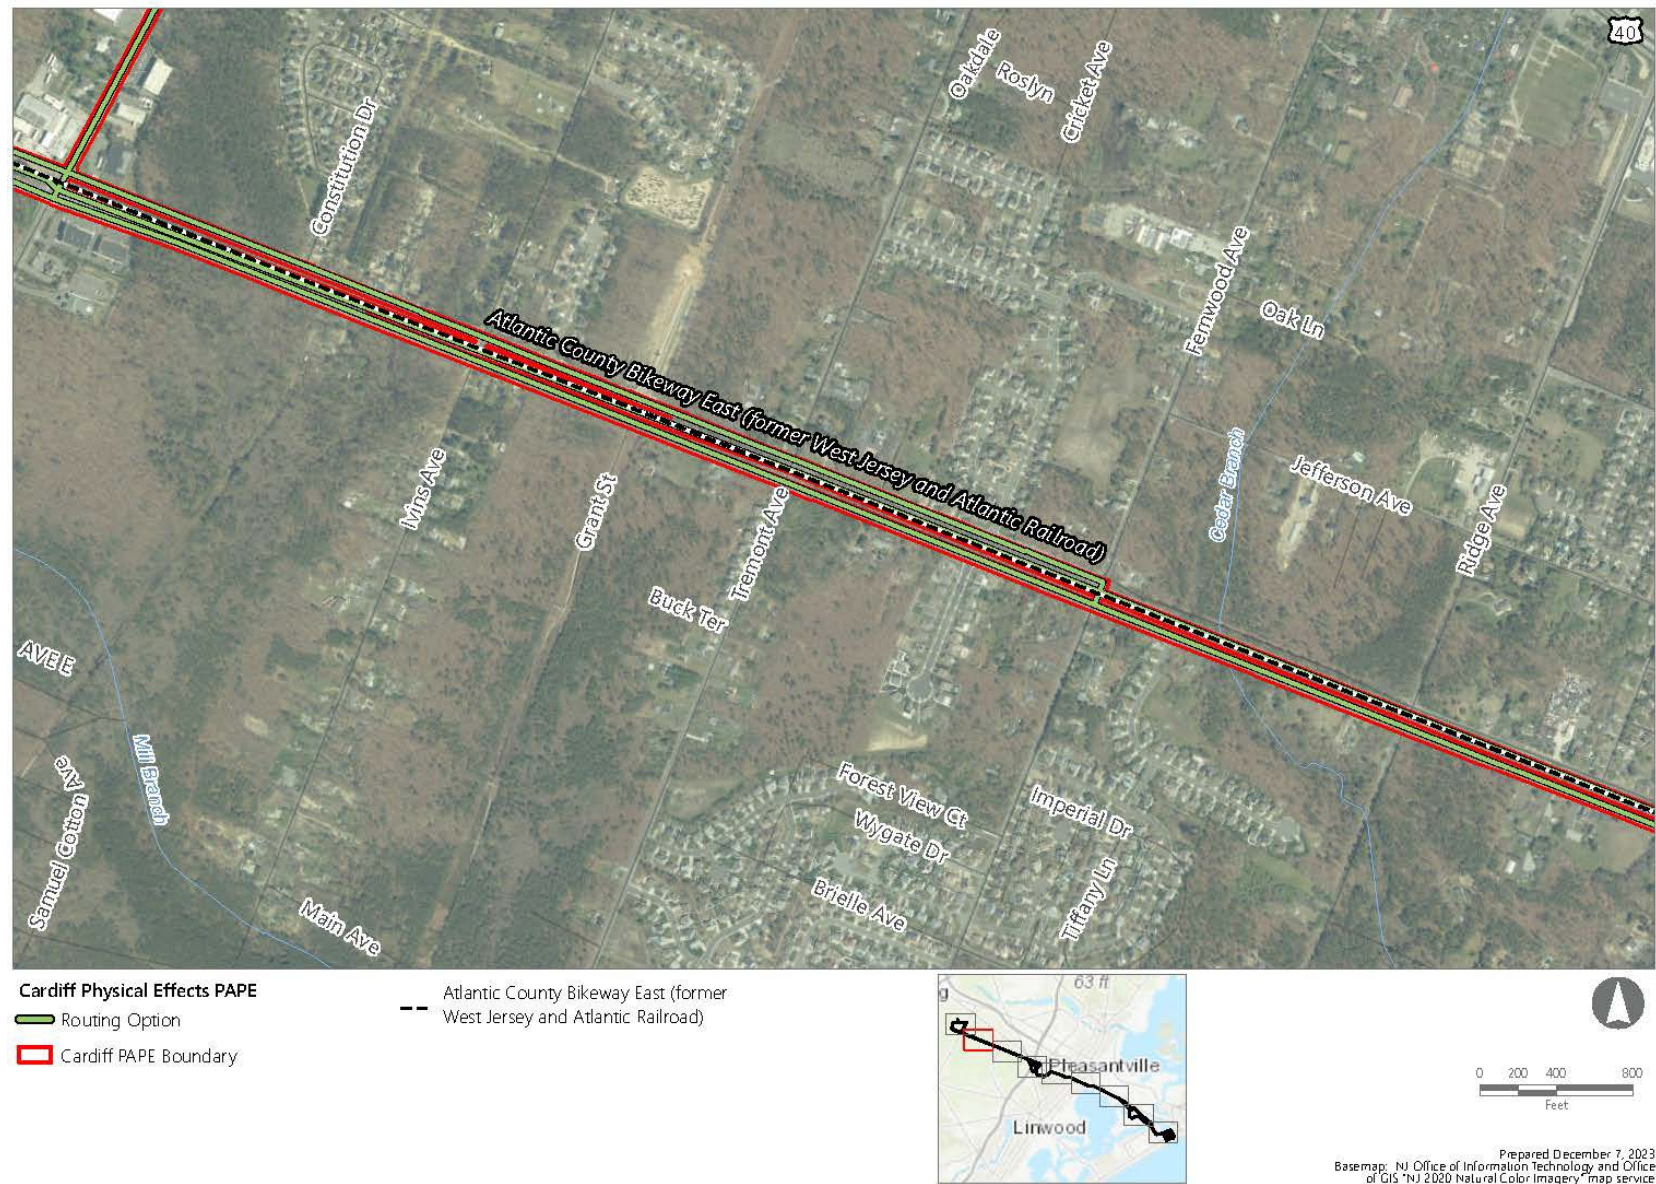 40
Oakdale
Roslyn
Cricket Ave
Constitution Dr
Fernwood Ave
Oak Ln
Atlantic County Bikeway East (former West Jersey and Atlantic Railroad)
Ivins Ave
Grant St
Tremont Ave
Cedar Branch
Jefferson Ave
Ridge Ave
Buck Ter
AVE E
Mill Branch
Samuel Cotton Ave
Forest View Ct
Imperial Dr
Wygate Dr
Brielle Ave
Tiffany Ln
Main Ave
Cardiff Physical Effects PAPE
Routing Option
Cardiff PAPE Boundary
Atlantic County Bikeway East (former
West Jersey and Atlantic Railroad)
g
63 ft
Pleasantville
Linwood
0 200 400 800
Feet
Prepared December 7, 2023
Basemap: NJ Office of Information Technology and Office
of GIS "NJ 2020 Natural Color Imagery" map service